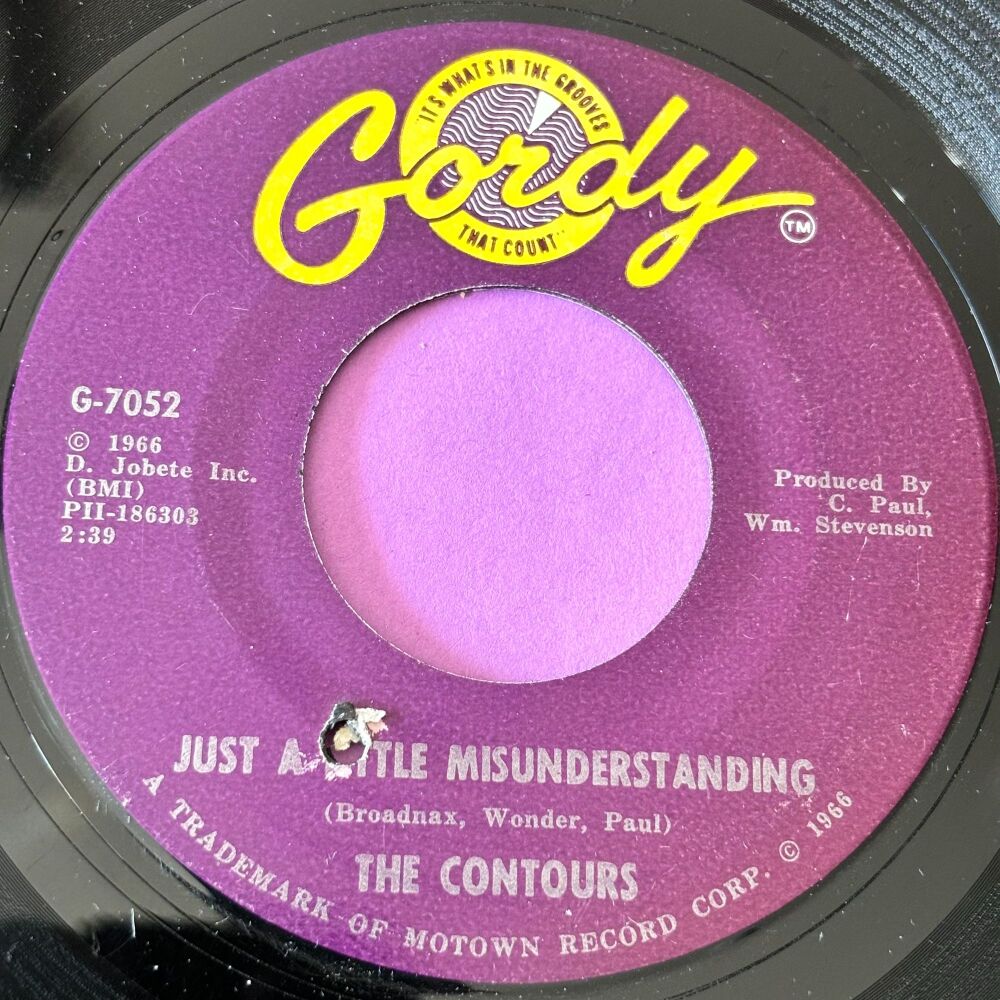 "IT'S WHAT'S IN THE GROOVES
Gordy
THAT COUNT"
TM
G-7052
© 1966
D. Jobete Inc.
(BMI)
PII-186303
2:39
Produced By
C. Paul,
Wm. Stevenson
JUST A MISUNDERSTANDING
(Broadnax, Wonder, Paul)
THE CONTOURS
A TRADEMARK OF MOTOWN RECORD CORP. © 1966